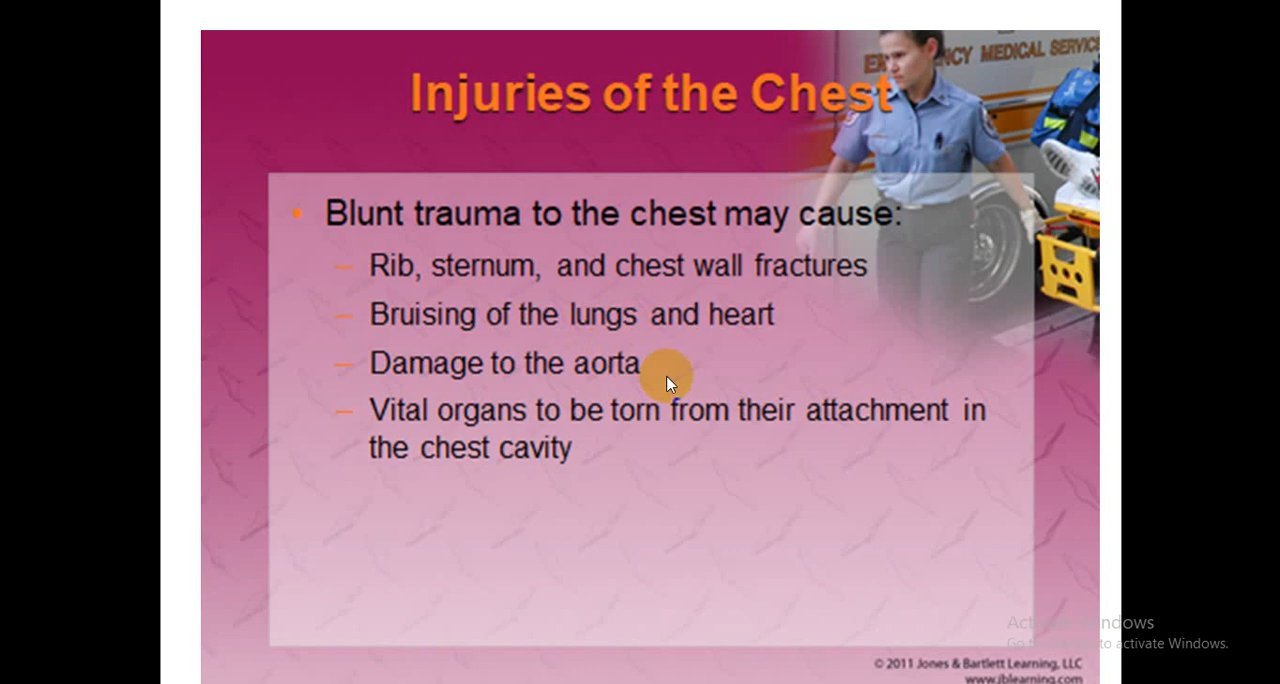 EMERGENCY MEDICAL SERVICE
Injuries of the Chest
• Blunt trauma to the chest may cause:
– Rib, sternum, and chest wall fractures
– Bruising of the lungs and heart
– Damage to the aorta
– Vital organs to be torn from their attachment in
the chest cavity
Activate Windows
to activate Windows.
© 2011 Jones & Bartlett Learning, LLC
www.jblearning.com